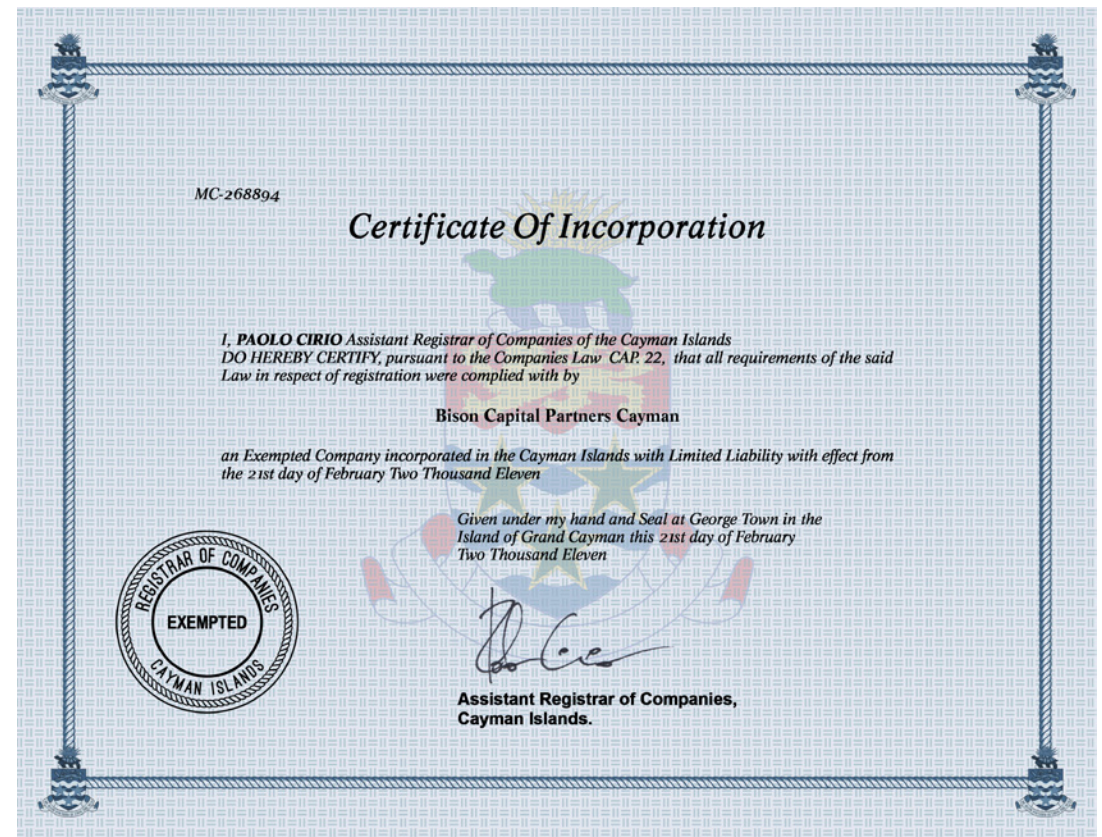 MC-268894
Certificate Of Incorporation
I, PAOLO CIRIO Assistant Registrar of Companies of the Cayman Islands
DO HEREBY CERTIFY, pursuant to the Companies Law CAP. 22, that all requirements of the said
Law in respect of registration were complied with by
Bison Capital Partners Cayman
an Exempted Company incorporated in the Cayman Islands with Limited Liability with effect from
the 21st day of February Two Thousand Eleven
Given under my hand and Seal at George Town in the
Island of Grand Cayman this 21st day of February
Two Thousand Eleven
REGISTRAR OF COMPANIES
EXEMPTED
CAYMAN ISLANDS
Assistant Registrar of Companies,
Cayman Islands.